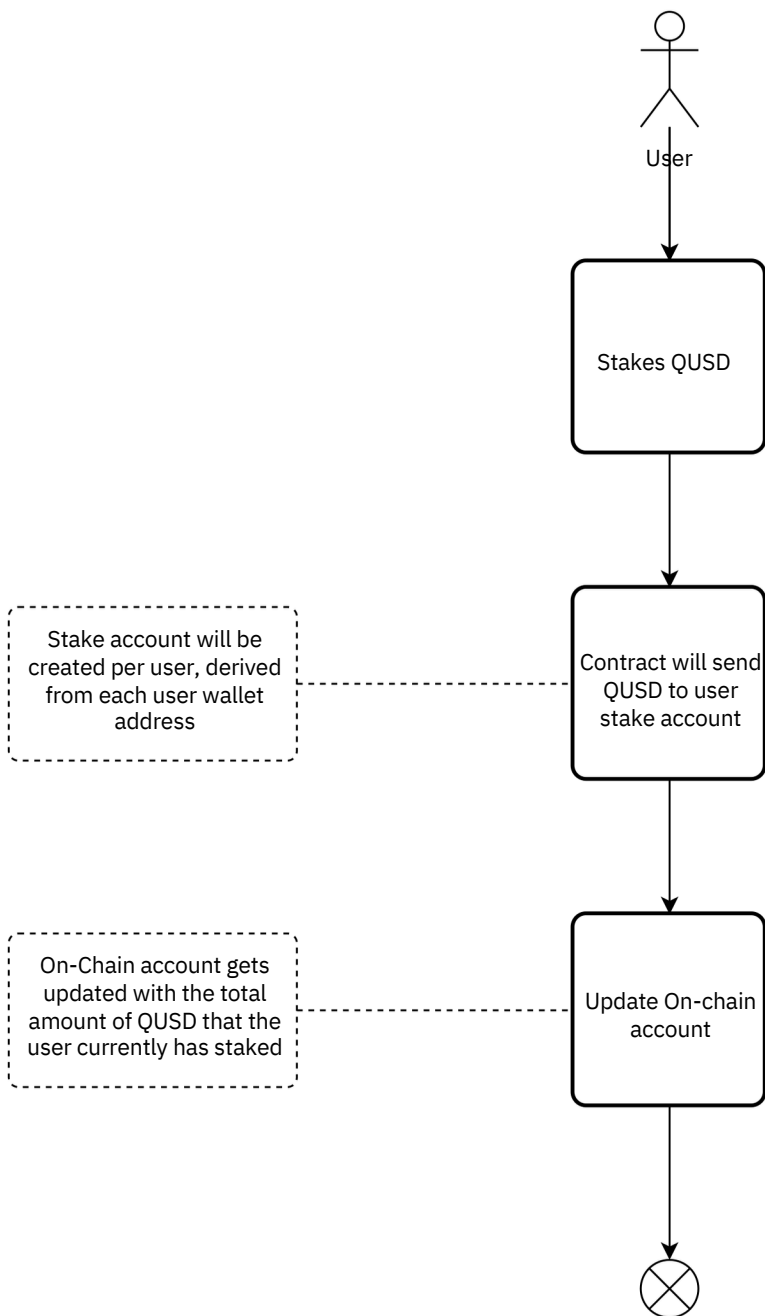 User
Stakes QUSD
Stake account will be
created per user, derived
from each user wallet
address
Contract will send
QUSD to user
stake account
On-Chain account gets
updated with the total
amount of QUSD that the
user currently has staked
Update On-chain
account